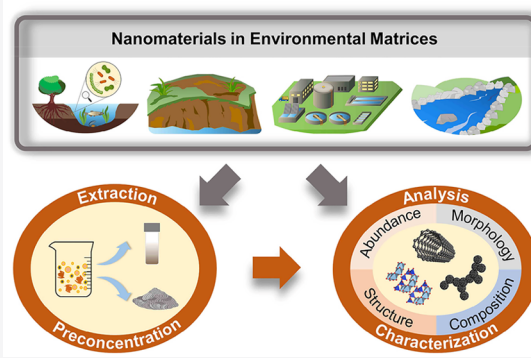 Nanomaterials in Environmental Matrices
Extraction
Preconcentration
Analysis
Abundance
Morphology
Structure
Composition
Characterization